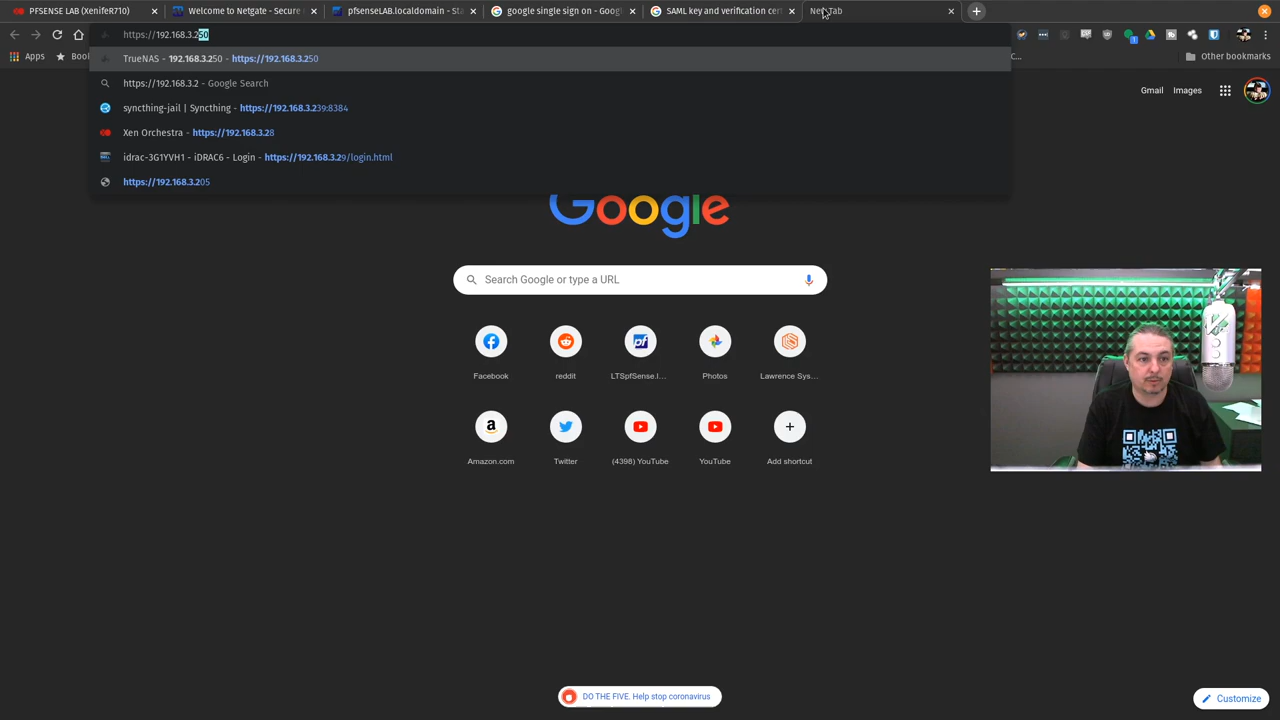 PFSENSE LAB (Xenifer710)
Welcome to Netgate - Secure
pfsenseLAB.localdomain - Sta
google single sign on - Goog
SAML key and verification cer
New Tab
https://192.168.3.250
Apps
Boo
TrueNAS - 192.168.3.250 - https://192.168.3.250
https://192.168.3.2 - Google Search
syncthing-jail | Syncthing - https://192.168.3.239:8384
Xen Orchestra - https://192.168.3.28
idrac-3G1YVH1 - iDRAC6 - Login - https://192.168.3.29/login.html
https://192.168.3.205
C...
Other bookmarks
Gmail
Images
Google
Search Google or type a URL
Facebook
reddit
LTSpfSense.l...
Photos
Lawrence Sys...
Amazon.com
Twitter
(4398) YouTube
YouTube
Add shortcut
DO THE FIVE. Help stop coronavirus
Customize